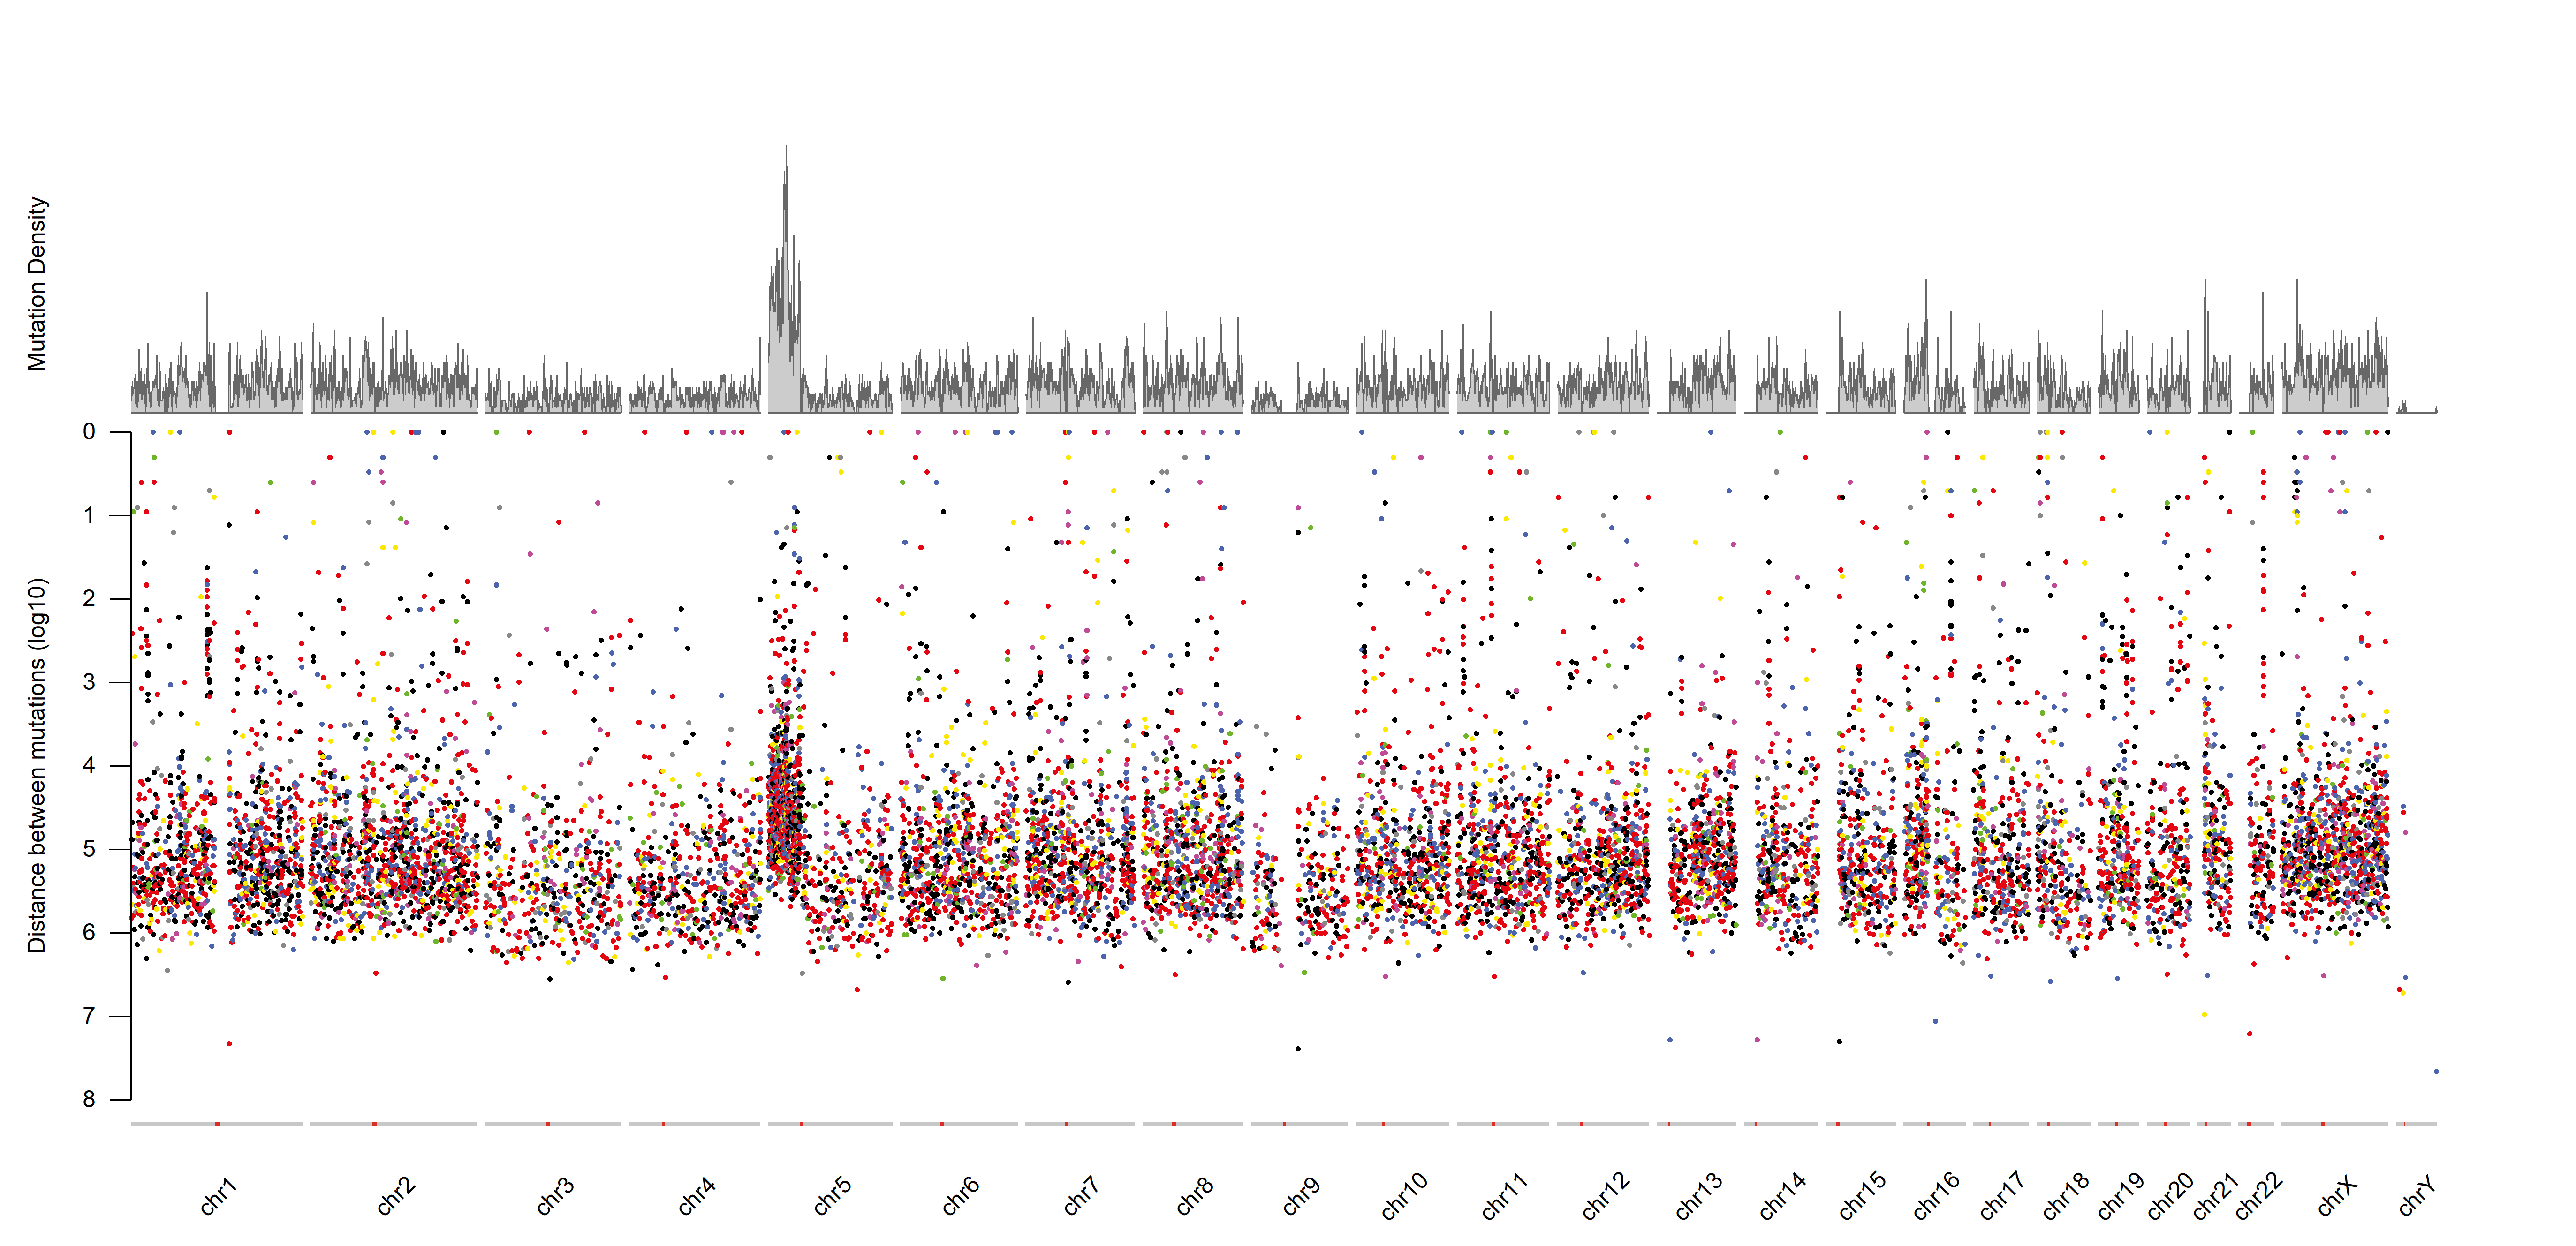 Mutation Density
Distance between mutations (log10)
0
1
2
3
4
5
6
7
8
chr1
chr2
chr3
chr4
chr5
chr6
chr7
chr8
chr9
chr10
chr11
chr12
chr13
chr14
chr15
chr16
chr17
chr18
chr19
chr20
chr21
chr22
chrX
chrY